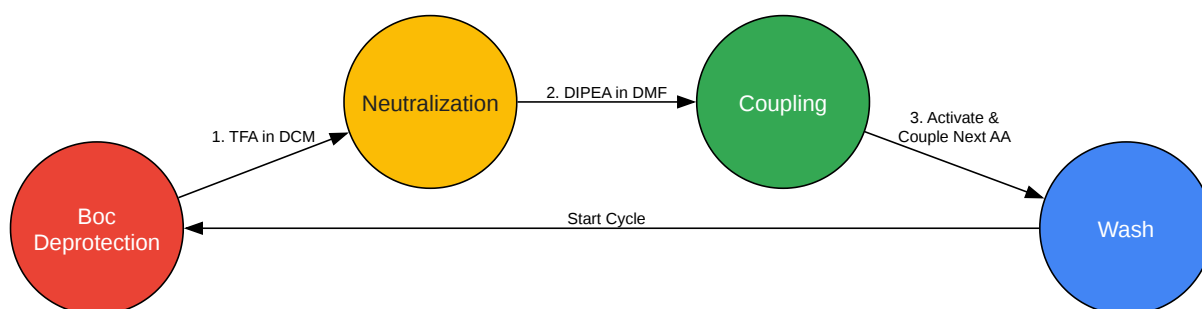 Boc
Deprotection
1. TFA in DCM
Neutralization
2. DIPEA in DMF
Coupling
3. Activate &
Couple Next AA
Wash
Start Cycle